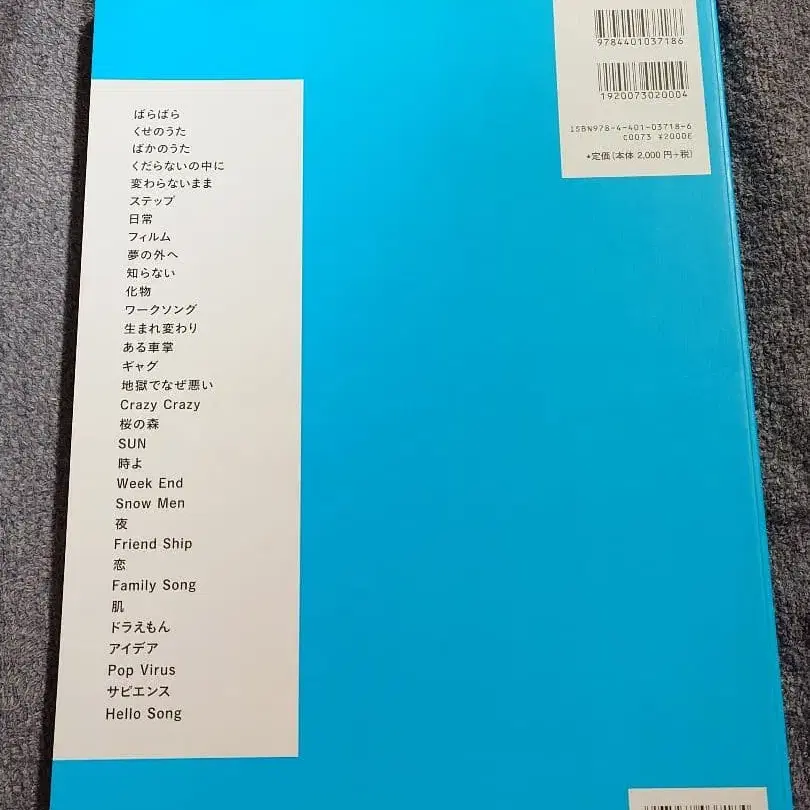 ばらばら
くせのうた
ばかのうた
くだらないの中に
変わらないまま
ステップ
日常
フィルム
夢の外へ
知らない
化物
ワークソング
生まれ変わり
ある車掌
ギャグ
地獄でなぜ悪い
Crazy Crazy
桜の森
SUN
時よ
Week End
Snow Men
夜
Friend Ship
恋
Family Song
肌
ドラえもん
アイデア
Pop Virus
サピエンス
Hello Song
9784401037186
1920073020004
ISBN978-4-401-03718-6
C0073 ¥2000E
*定価(本体 2,000 円+税)